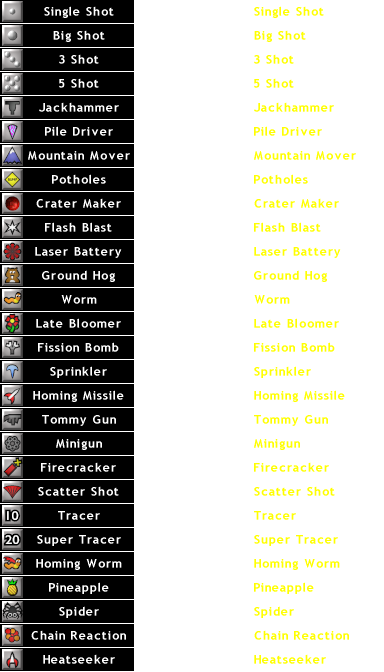 Single Shot Single Shot
Big Shot Big Shot
3 Shot 3 Shot
5 Shot 5 Shot
Jackhammer Jackhammer
Pile Driver Pile Driver
Mountain Mover Mountain Mover
Potholes Potholes
Crater Maker Crater Maker
Flash Blast Flash Blast
Laser Battery Laser Battery
Ground Hog Ground Hog
Worm Worm
Late Bloomer Late Bloomer
Fission Bomb Fission Bomb
Sprinkler Sprinkler
Homing Missile Homing Missile
Tommy Gun Tommy Gun
Minigun Minigun
Firecracker Firecracker
Scatter Shot Scatter Shot
10 Tracer Tracer
20 Super Tracer Super Tracer
Homing Worm Homing Worm
Pineapple Pineapple
Spider Spider
Chain Reaction Chain Reaction
Heatseeker Heatseeker